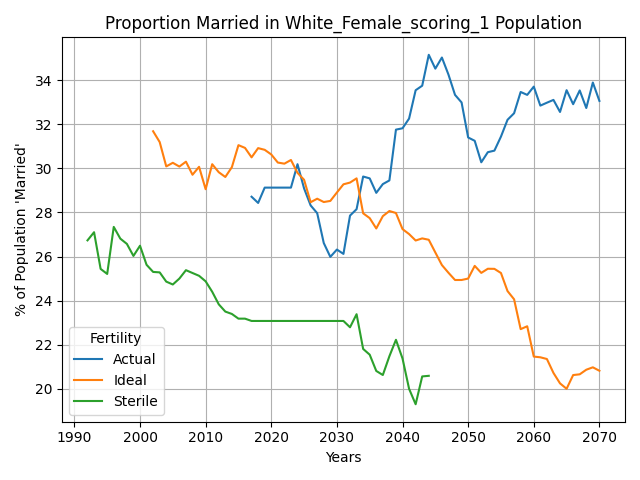 Proportion Married in White_Female_scoring_1 Population
% of Population 'Married'
34
32
30
28
26
24
22
20
Fertility
Actual
Ideal
Sterile
1990 2000 2010 2020 2030 2040 2050 2060 2070
Years